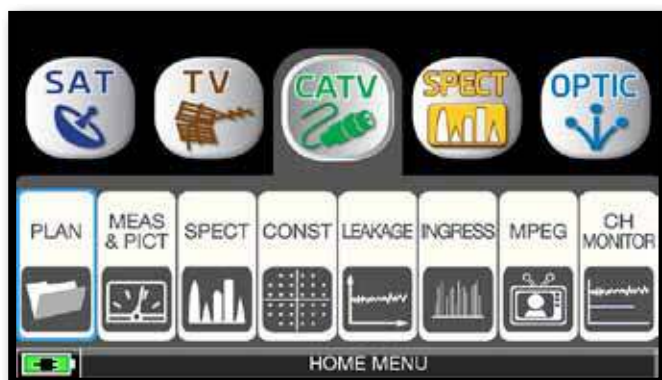 SAT TV CATV SPECT OPTIC
PLAN MEAS & PICT SPECT CONST LEAKAGE INGRESS MPEG CH MONITOR
HOME MENU